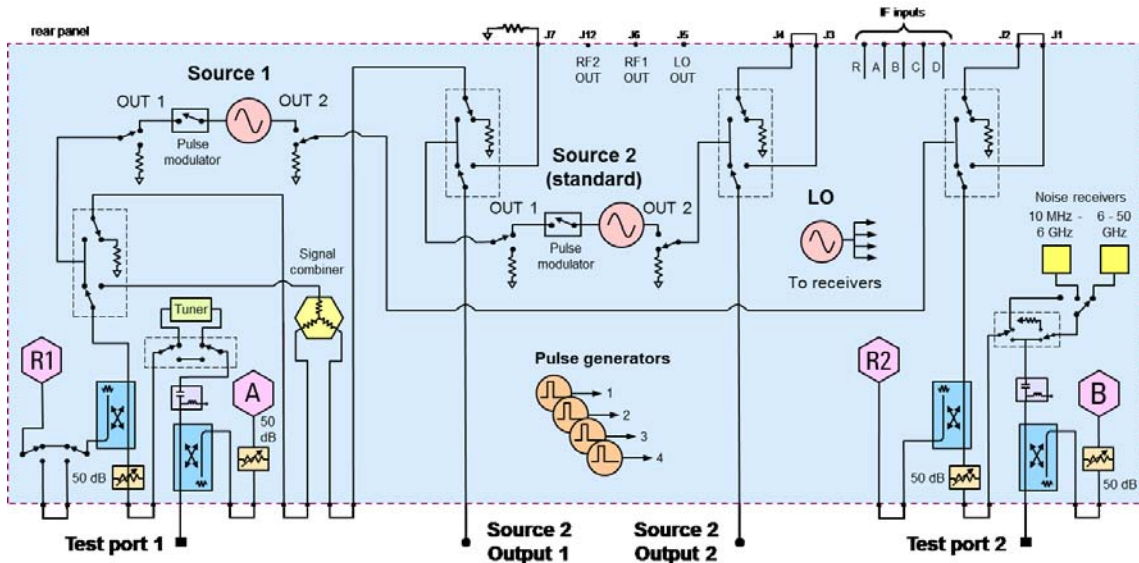 rear panel
J7
J12
J6
J5
J4
J3
IF inputs
J2
J1
RF2
OUT
RF1
OUT
LO
OUT
R
A
B
C
D
Source 1
OUT 1
OUT 2
Pulse
modulator
Source 2
(standard)
OUT 1
OUT 2
Pulse
modulator
LO
To receivers
Noise receivers
10 MHz -
6 GHz
6 - 50
GHz
Signal
combiner
Tuner
R1
A
50
dB
50 dB
Pulse generators
1
2
3
4
R2
B
50 dB
50 dB
Test port 1
Source 2
Output 1
Source 2
Output 2
Test port 2